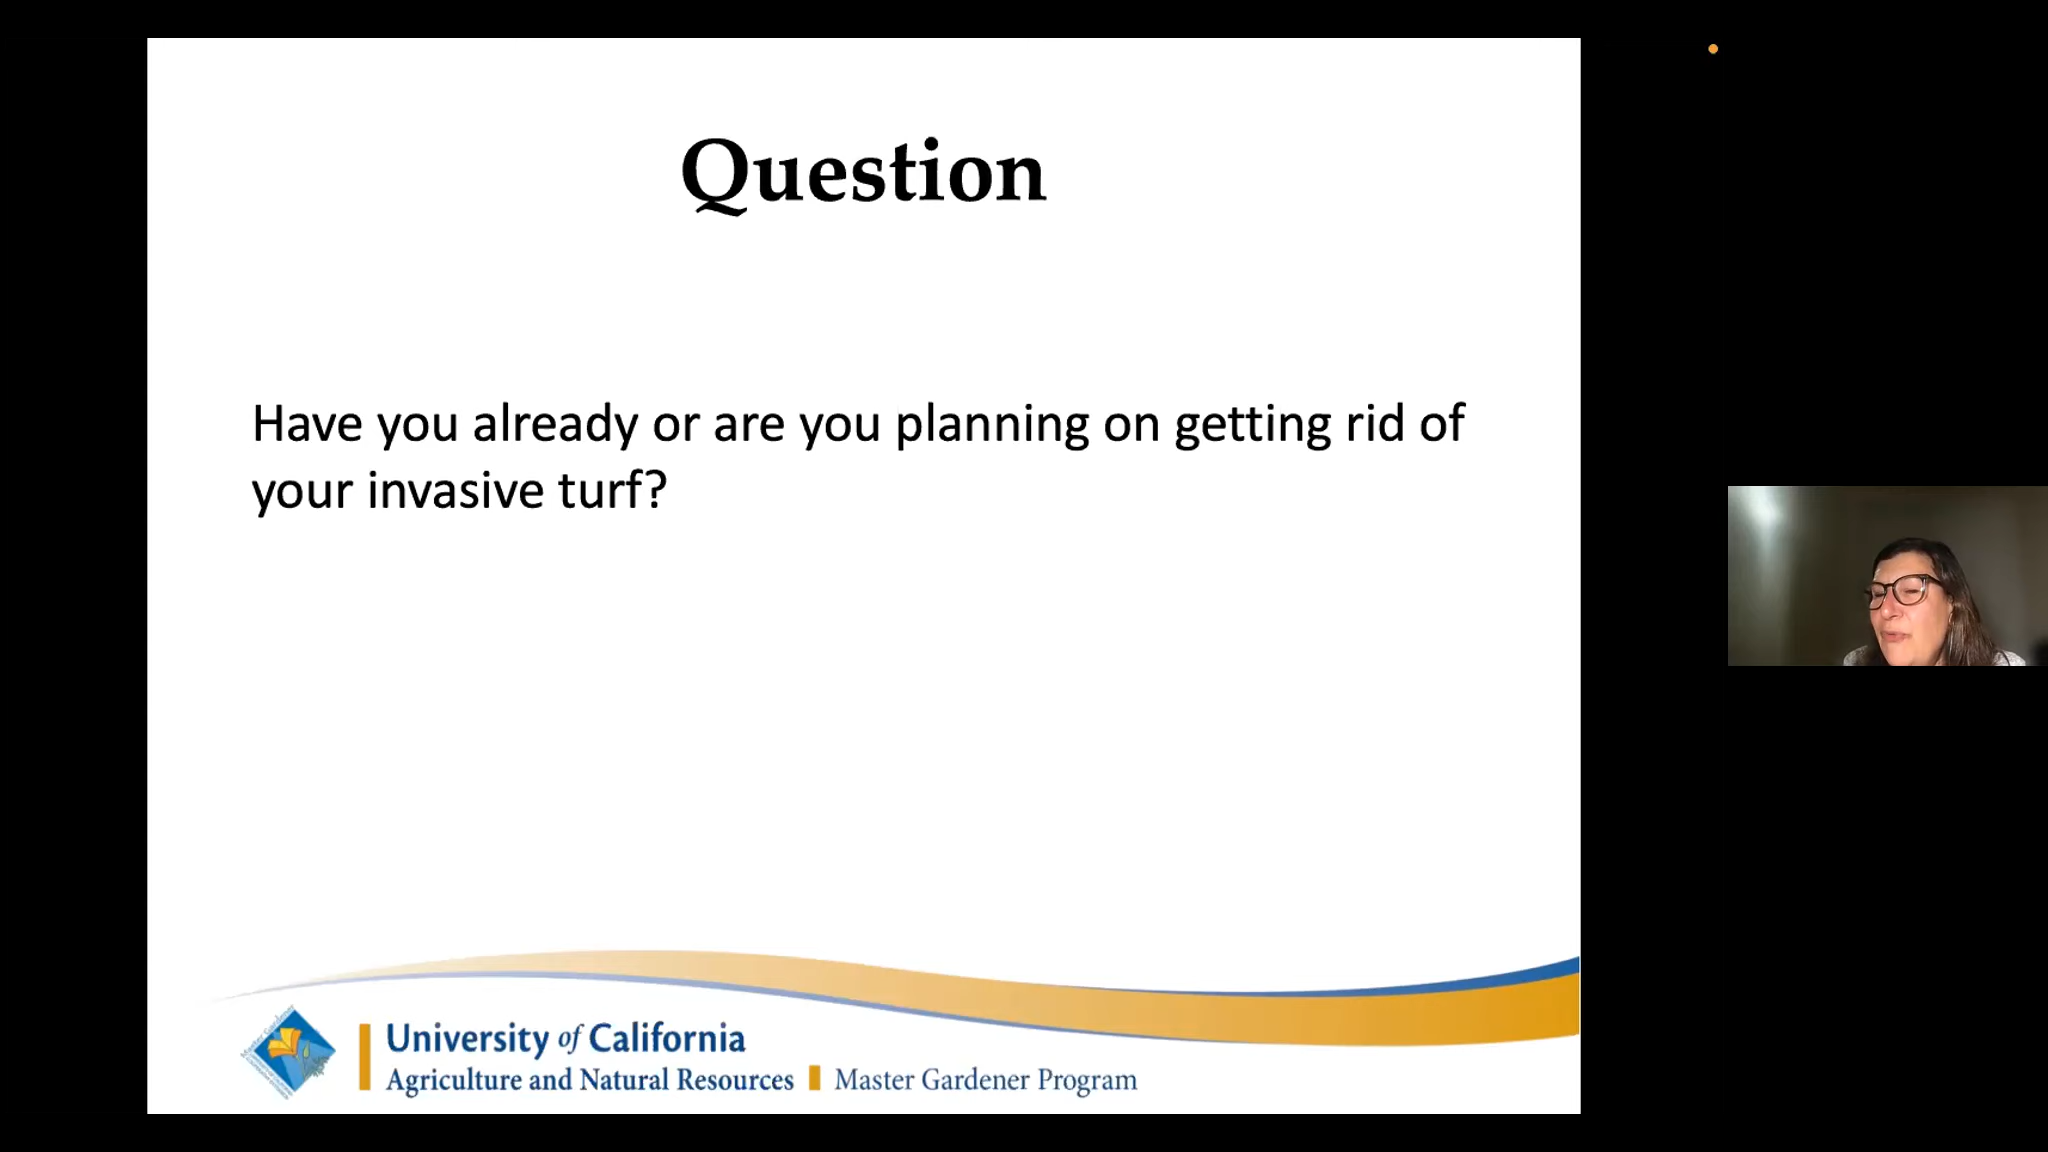 Question
Have you already or are you planning on getting rid of
your invasive turf?
University of California
Agriculture and Natural Resources Master Gardener Program